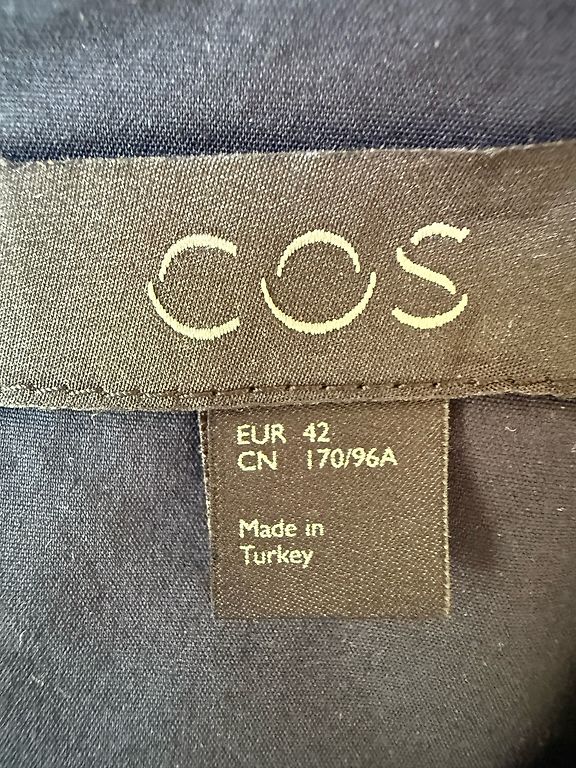 COS
EUR 42
CN 170/96A
Made in
Turkey